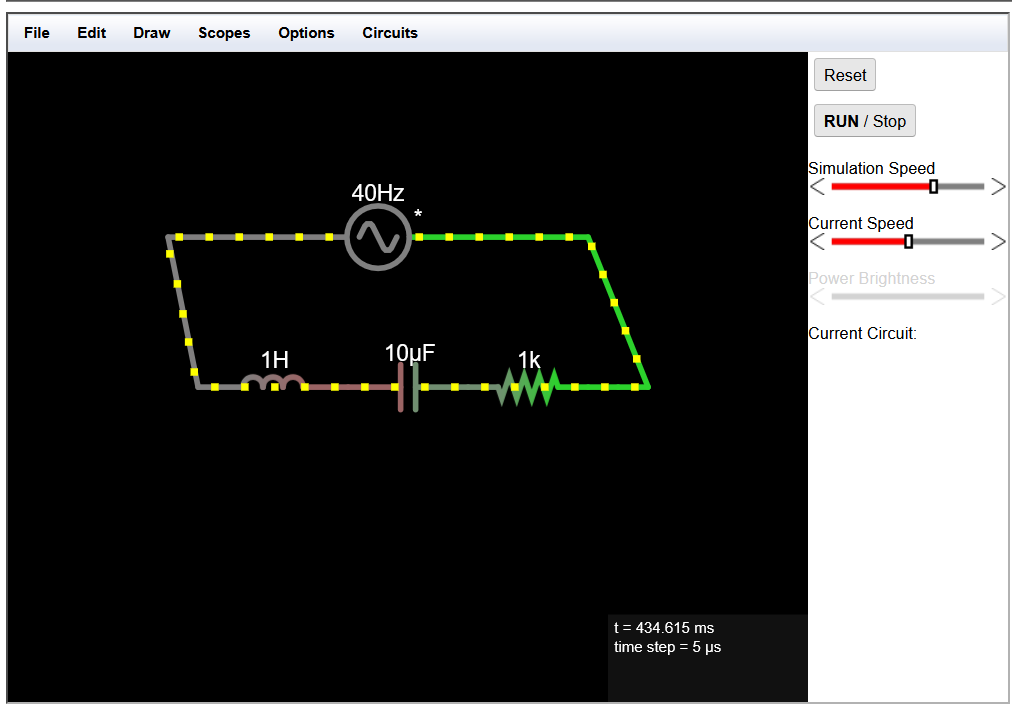 File Edit Draw Scopes Options Circuits
Reset
RUN / Stop
Simulation Speed
Current Speed
Power Brightness
Current Circuit:
40Hz
*
1H
10μF
1k
t = 434.615 ms
time step = 5 μs